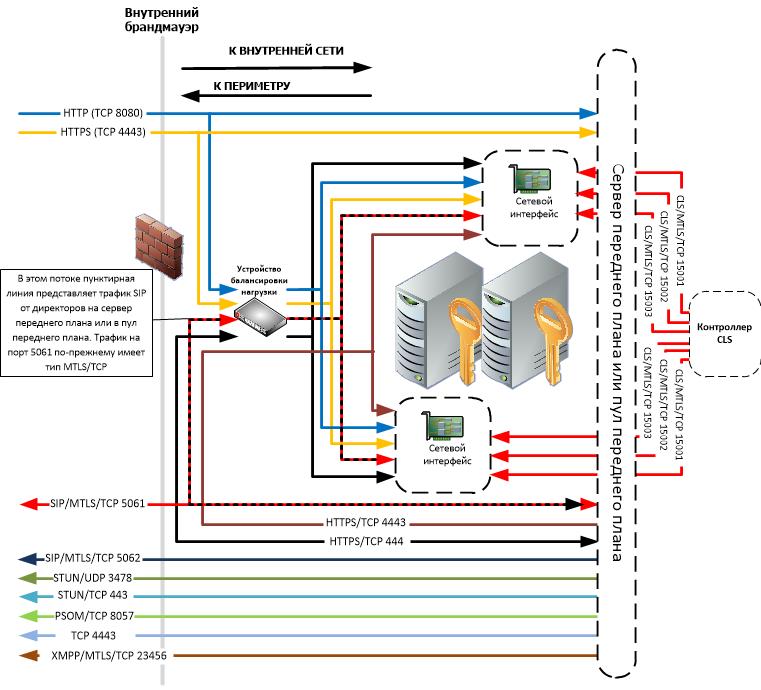 Внутренний
брандмауэр
К ВНУТРЕННЕЙ СЕТИ
К ПЕРИМЕТРУ
HTTP (TCP 8080)
HTTPS (TCP 4443)
Сетевой
интерфейс
Устройство
балансировки
нагрузки
В этом потоке пунктирная
линия представляет трафик SIP
от директоров на сервер
переднего плана или в пул
переднего плана. Трафик на
порт 5061 по-прежнему имеет
тип MTLS/TCP
Сетевой
интерфейс
Сервер переднего плана или пул переднего плана
CLS/MTLS/TCP 15001
CLS/MTLS/TCP 15002
CLS/MTLS/TCP 15003
Контроллер
CLS
CLS/MTLS/TCP 15003
CLS/MTLS/TCP 15002
CLS/MTLS/TCP 15001
SIP/MTLS/TCP 5061
HTTPS/TCP 4443
HTTPS/TCP 444
SIP/MTLS/TCP 5062
STUN/UDP 3478
STUN/TCP 443
PSOM/TCP 8057
TCP 4443
XMPP/MTLS/TCP 23456